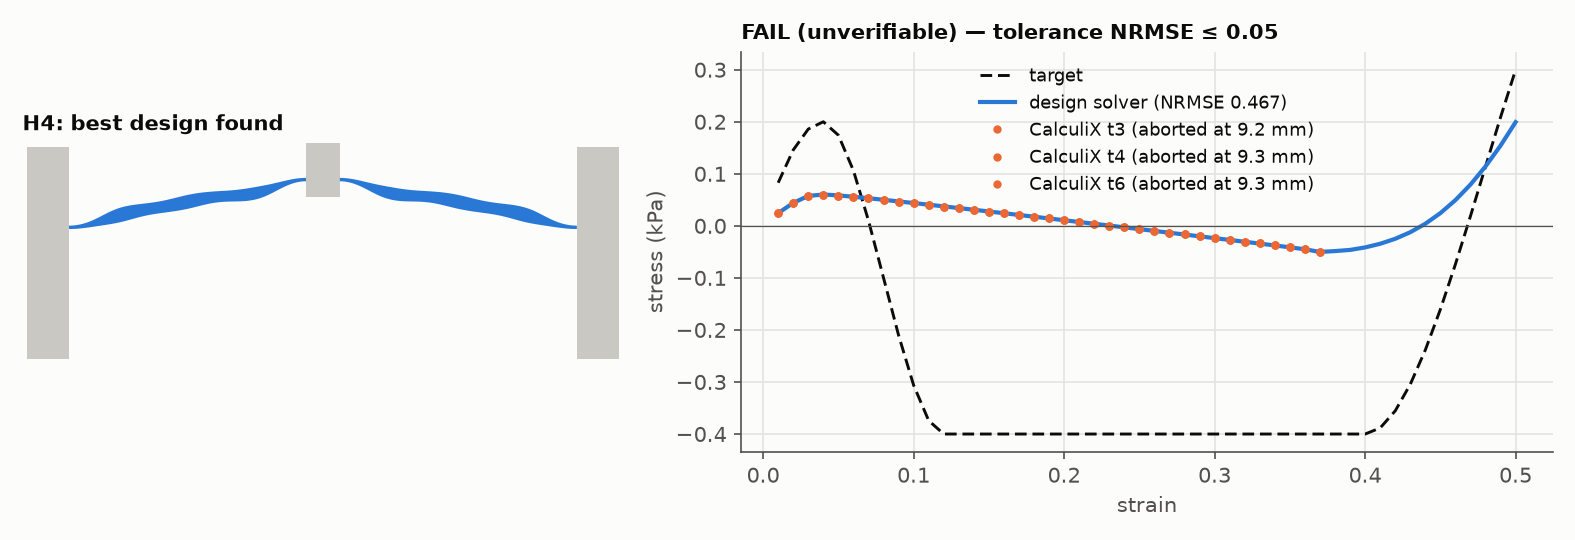 H4: best design found
FAIL (unverifiable) — tolerance NRMSE ≤ 0.05
target
design solver (NRMSE 0.467)
CalculiX t3 (aborted at 9.2 mm)
CalculiX t4 (aborted at 9.3 mm)
CalculiX t6 (aborted at 9.3 mm)
stress (kPa)
0.3
0.2
0.1
0.0
−0.1
−0.2
−0.3
−0.4
0.0 0.1 0.2 0.3 0.4 0.5
strain